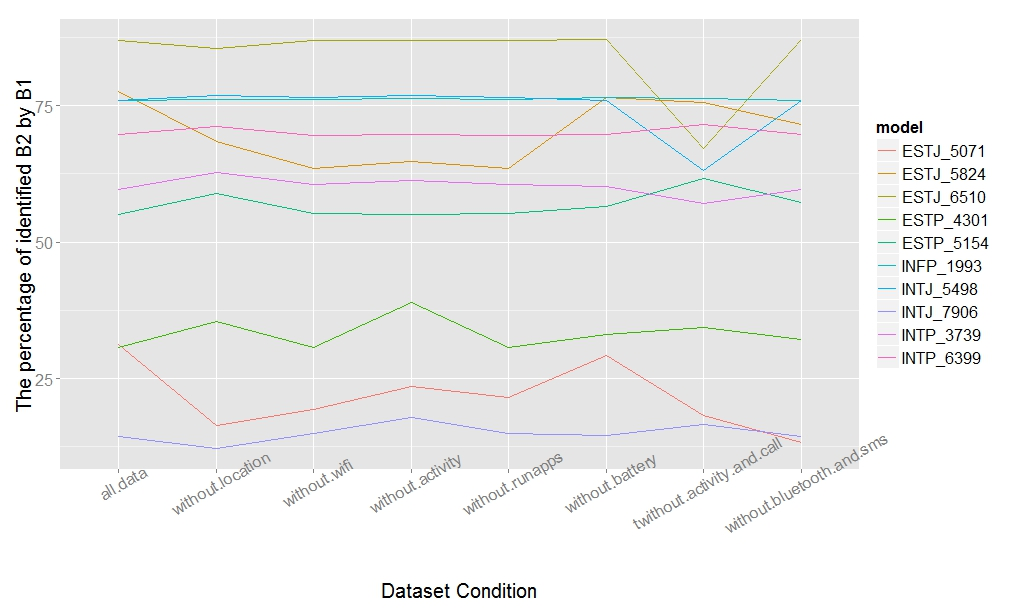 The percentage of identified B2 by B1
75
50
25
all.data
without.location
without.wifi
without.activity
without.runapps
without.battery
twithout.activity.and.call
without.bluetooth.and.sms
Dataset Condition
model
ESTJ_5071
ESTJ_5824
ESTJ_6510
ESTP_4301
ESTP_5154
INFP_1993
INTJ_5498
INTJ_7906
INTP_3739
INTP_6399